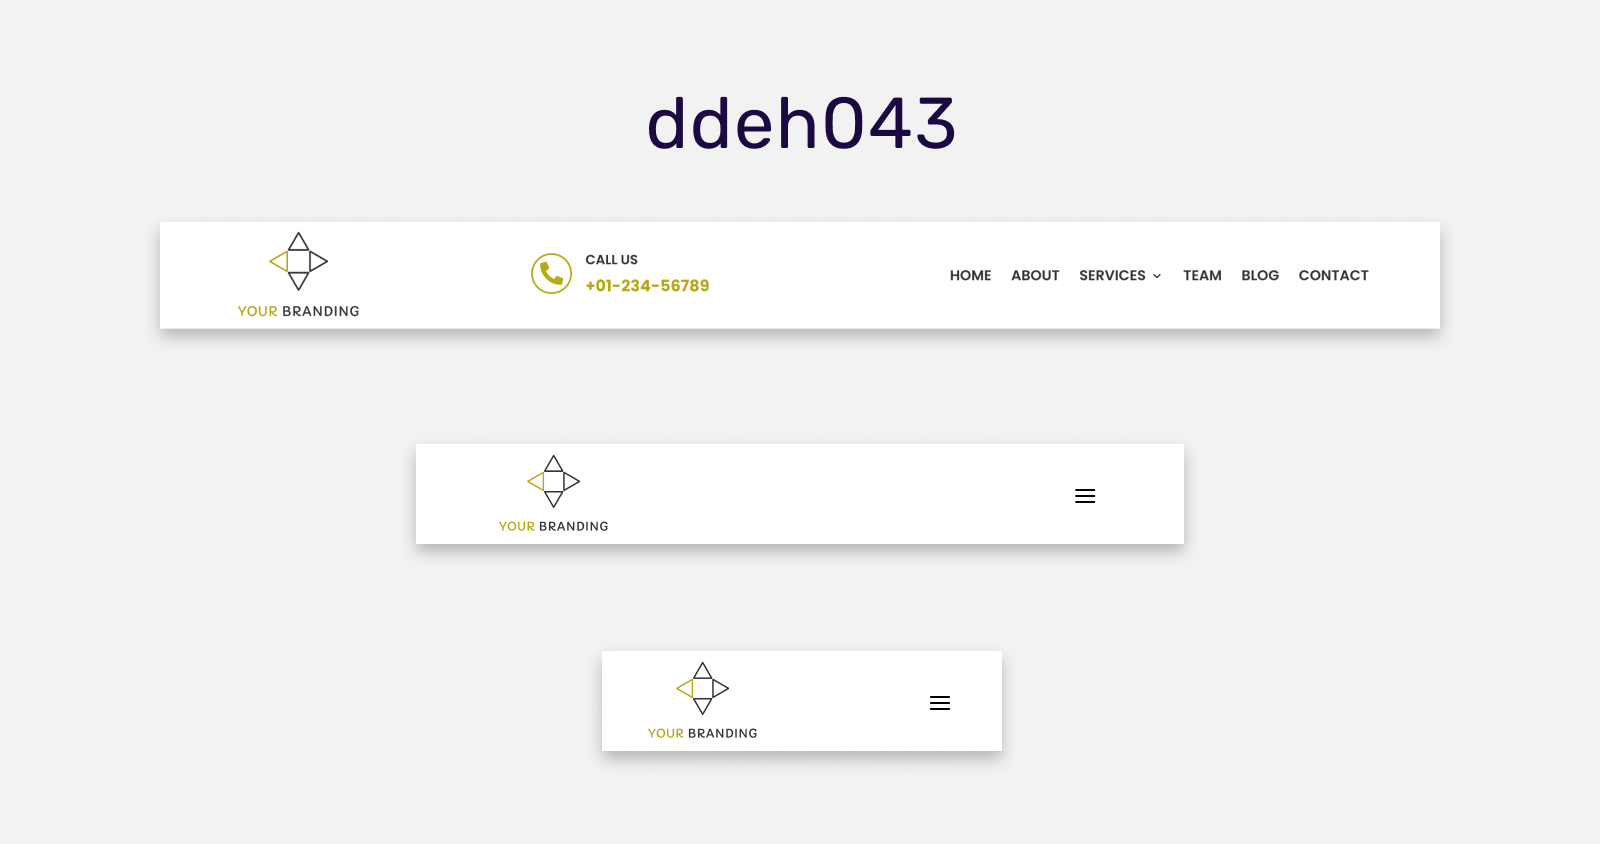 ddeh043
YOUR BRANDING
CALL US
+01-234-56789
HOME ABOUT SERVICES TEAM BLOG CONTACT
YOUR BRANDING
YOUR BRANDING